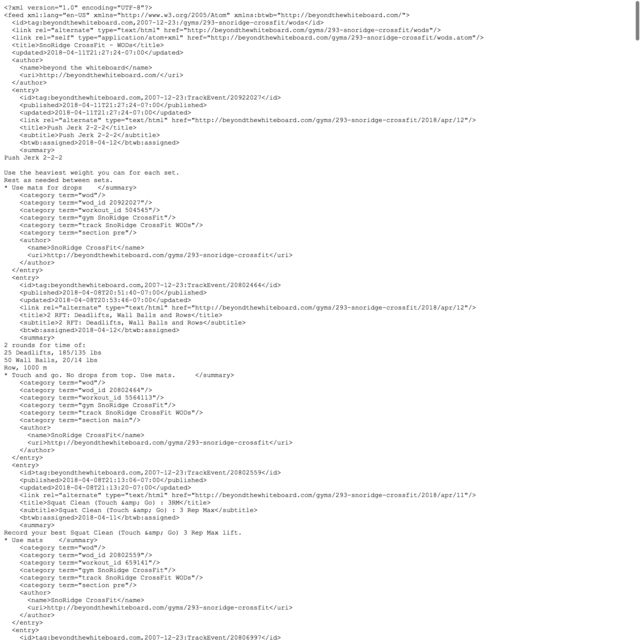 <?xml version="1.0" encoding="UTF-8"?>
<feed xml:lang="en-US" xmlns="http://www.w3.org/2005/Atom" xmlns:btwb="http://beyondthewhiteboard.com/">
<id>tag:beyondthewhiteboard.com,2007-12-23:/gyms/293-snoridge-crossfit/wods</id>
<link rel="alternate" type="text/html" href="http://beyondthewhiteboard.com/gyms/293-snoridge-crossfit/wods"/>
<link rel="self" type="application/atom+xml" href="http://beyondthewhiteboard.com/gyms/293-snoridge-crossfit/wods.atom"/>
<title>SnoRidge CrossFit - WODs</title>
<updated>2018-04-11T21:27:24-07:00</updated>
<author>
<name>beyond the whiteboard</name>
<uri>http://beyondthewhiteboard.com/</uri>
</author>
<entry>
<id>tag:beyondthewhiteboard.com,2007-12-23:TrackEvent/20922027</id>
<published>2018-04-11T21:27:24-07:00</published>
<updated>2018-04-11T21:27:24-07:00</updated>
<link rel="alternate" type="text/html" href="http://beyondthewhiteboard.com/gyms/293-snoridge-crossfit/2018/apr/12"/>
<title>Push Jerk 2-2-2</title>
<subtitle>Push Jerk 2-2-2</subtitle>
<btwb:assigned>2018-04-12</btwb:assigned>
<summary>
Push Jerk 2-2-2
Use the heaviest weight you can for each set.
Rest as needed between sets.
* Use mats for drops    </summary>
<category term="wod"/>
<category term="wod_id 20922027"/>
<category term="workout_id 504545"/>
<category term="gym SnoRidge CrossFit"/>
<category term="track SnoRidge CrossFit WODs"/>
<category term="section pre"/>
<author>
<name>SnoRidge CrossFit</name>
<uri>http://beyondthewhiteboard.com/gyms/293-snoridge-crossfit</uri>
</author>
</entry>
<entry>
<id>tag:beyondthewhiteboard.com,2007-12-23:TrackEvent/20802464</id>
<published>2018-04-08T20:51:40-07:00</published>
<updated>2018-04-08T20:53:46-07:00</updated>
<link rel="alternate" type="text/html" href="http://beyondthewhiteboard.com/gyms/293-snoridge-crossfit/2018/apr/12"/>
<title>2 RFT: Deadlifts, Wall Balls and Rows</title>
<subtitle>2 RFT: Deadlifts, Wall Balls and Rows</subtitle>
<btwb:assigned>2018-04-12</btwb:assigned>
<summary>
2 rounds for time of:
25 Deadlifts, 185/135 lbs
50 Wall Balls, 20/14 lbs
Row, 1000 m
* Touch and go. No drops from top. Use mats.     </summary>
<category term="wod"/>
<category term="wod_id 20802464"/>
<category term="workout_id 5564113"/>
<category term="gym SnoRidge CrossFit"/>
<category term="track SnoRidge CrossFit WODs"/>
<category term="section main"/>
<author>
<name>SnoRidge CrossFit</name>
<uri>http://beyondthewhiteboard.com/gyms/293-snoridge-crossfit</uri>
</author>
</entry>
<entry>
<id>tag:beyondthewhiteboard.com,2007-12-23:TrackEvent/20802559</id>
<published>2018-04-08T21:13:06-07:00</published>
<updated>2018-04-08T21:13:20-07:00</updated>
<link rel="alternate" type="text/html" href="http://beyondthewhiteboard.com/gyms/293-snoridge-crossfit/2018/apr/11"/>
<title>Squat Clean (Touch &amp; Go) : 3RM</title>
<subtitle>Squat Clean (Touch &amp; Go) : 3 Rep Max</subtitle>
<btwb:assigned>2018-04-11</btwb:assigned>
<summary>
Record your best Squat Clean (Touch &amp; Go) 3 Rep Max lift.
* Use mats    </summary>
<category term="wod"/>
<category term="wod_id 20802559"/>
<category term="workout_id 659141"/>
<category term="gym SnoRidge CrossFit"/>
<category term="track SnoRidge CrossFit WODs"/>
<category term="section pre"/>
<author>
<name>SnoRidge CrossFit</name>
<uri>http://beyondthewhiteboard.com/gyms/293-snoridge-crossfit</uri>
</author>
</entry>
<entry>
<id>tag:beyondthewhiteboard.com,2007-12-23:TrackEvent/20806997</id>